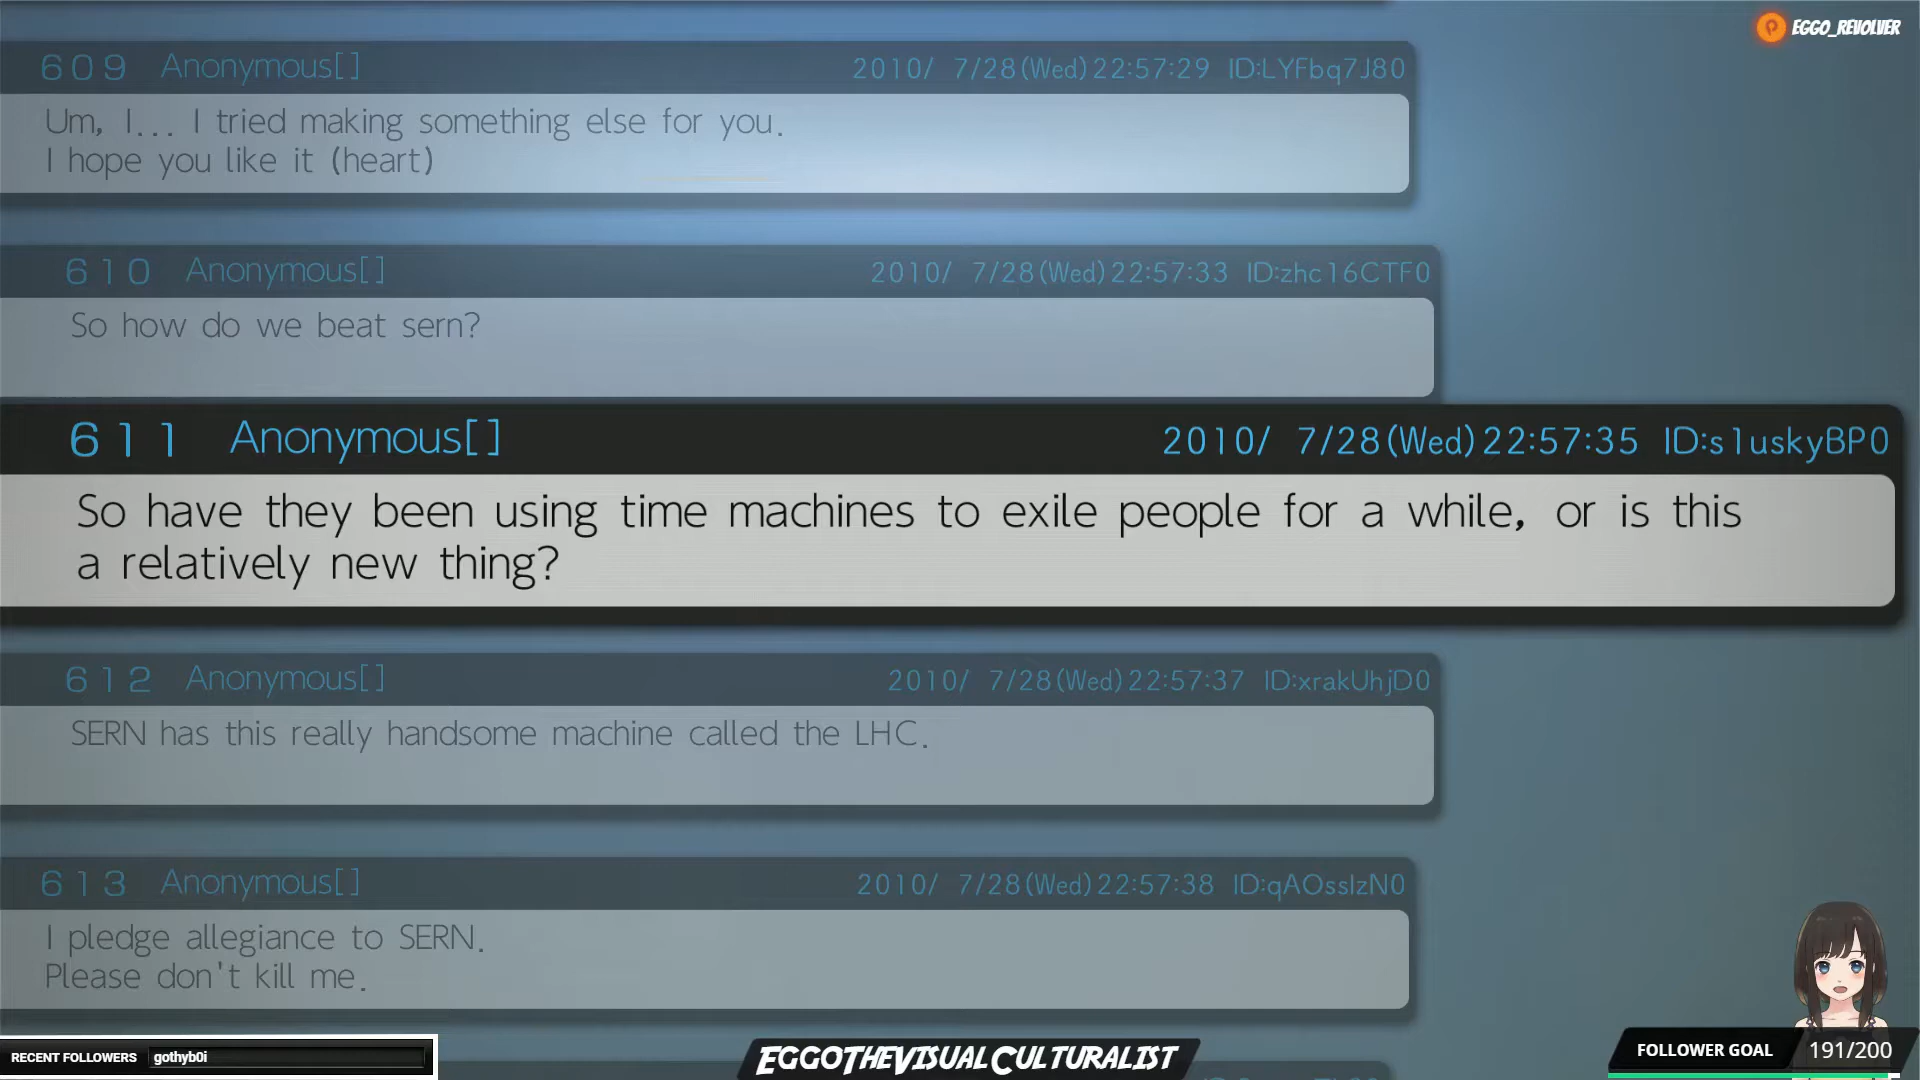 EGGO_REVOLVER
609 Anonymous[] 2010/ 7/28(Wed)22:57:29 ID:LYFbq7J80
Um, I... I tried making something else for you.
I hope you like it (heart)
610 Anonymous[] 2010/ 7/28(Wed)22:57:33 ID:zhc16CTF0
So how do we beat sern?
611 Anonymous[] 2010/ 7/28(Wed)22:57:35 ID:s1uskyBP0
So have they been using time machines to exile people for a while, or is this
a relatively new thing?
612 Anonymous[] 2010/ 7/28(Wed)22:57:37 ID:xrakUhjD0
SERN has this really handsome machine called the LHC.
613 Anonymous[] 2010/ 7/28(Wed)22:57:38 ID:qAOssIzN0
I pledge allegiance to SERN.
Please don't kill me.
RECENT FOLLOWERS gothyb0i
EGGOTHEVISUALCULTURALIST
FOLLOWER GOAL 191/200